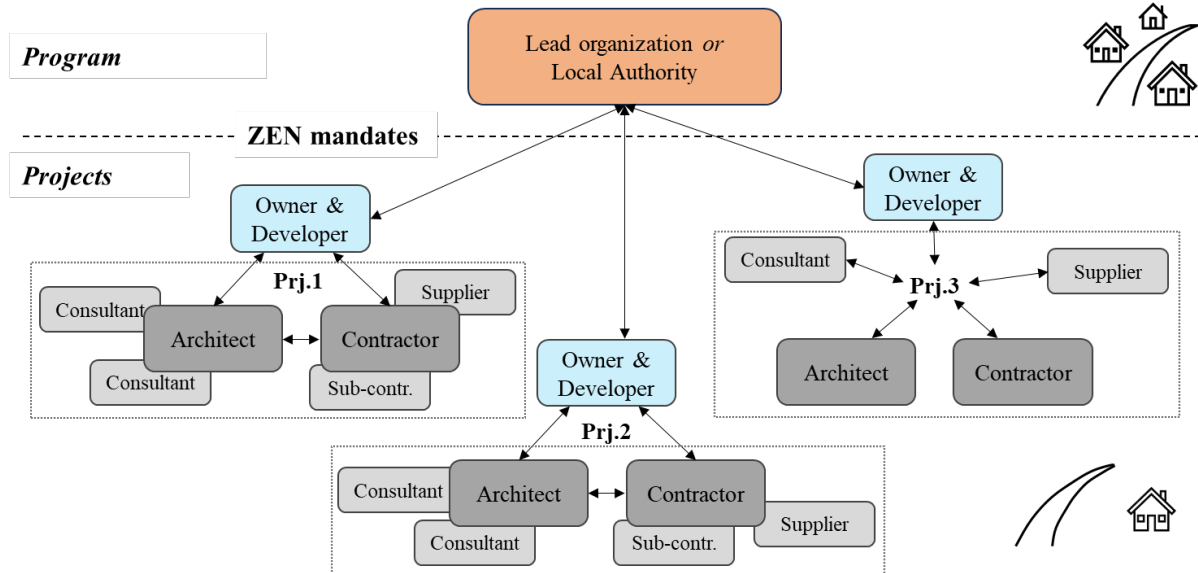 Program
Lead organization or
Local Authority
ZEN mandates
Projects
Owner &
Developer
Owner &
Developer
Prj.1
Consultant
Supplier
Architect
Contractor
Consultant
Sub-contr.
Consultant
Supplier
Prj.3
Architect
Contractor
Owner &
Developer
Prj.2
Consultant
Architect
Contractor
Supplier
Consultant
Sub-contr.